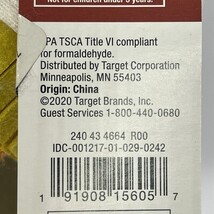 Not for children under 3 years.
EPA TSCA Title VI compliant
for formaldehyde.
Distributed by Target Corporation
Minneapolis, MN 55403
Origin: China
©2020 Target Brands, Inc.
Guest Services 1-800-440-0680
240 43 4664 R00
IDC-001217-01-029-0242
1 91908 15605 7